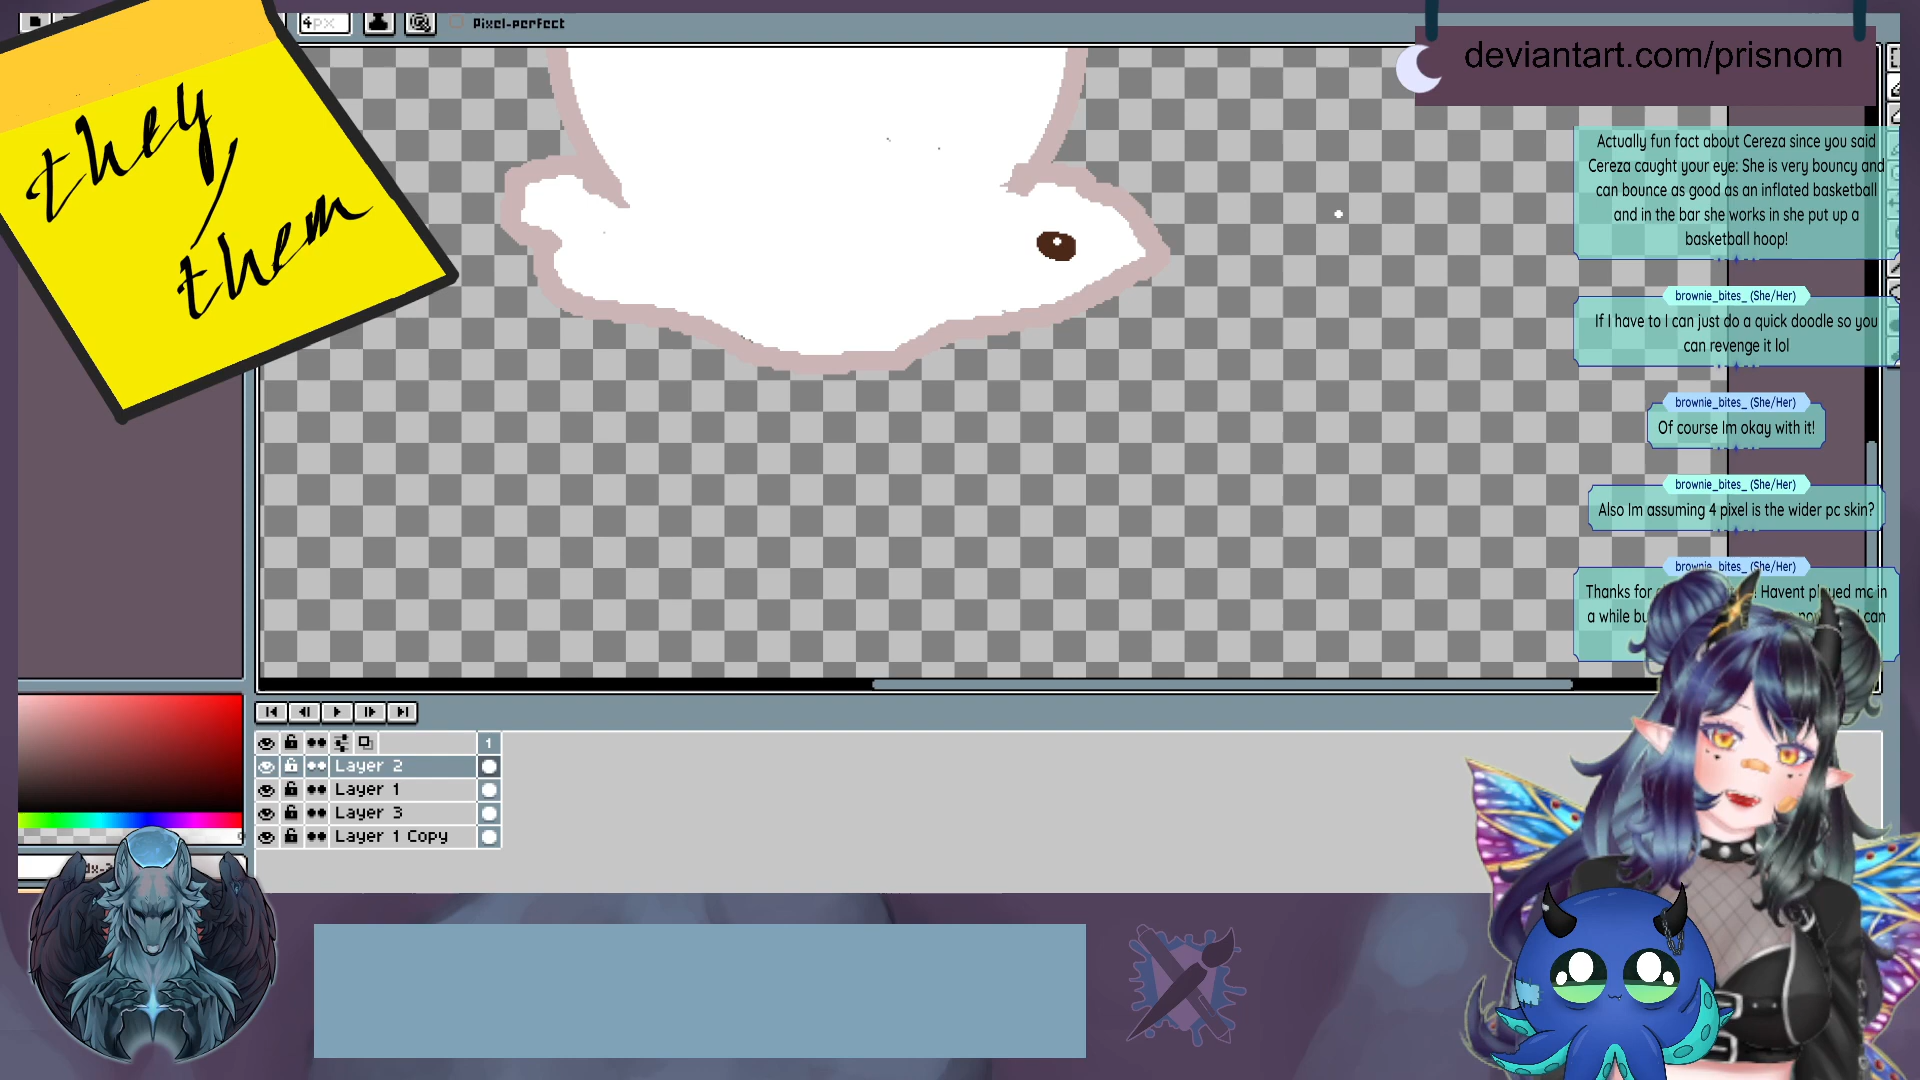 4px
Pixel-perfect
they
/
them
deviantart.com/prisnom
Actually fun fact about Cereza since you said
Cereza caught your eye: She is very bouncy and
can bounce as good as an inflated basketball
and in the bar she works in she put up a
basketball hoop!
brownie_bites_ (She/Her)
If I have to I can just do a quick doodle so you
can revenge it lol
brownie_bites_ (She/Her)
Of course Im okay with it!
brownie_bites_ (She/Her)
Also Im assuming 4 pixel is the wider pc skin?
brownie_bites_ (She/Her)
Thanks for Havent played mc in
a while can
1
Layer 2
Layer 1
Layer 3
Layer 1 Copy